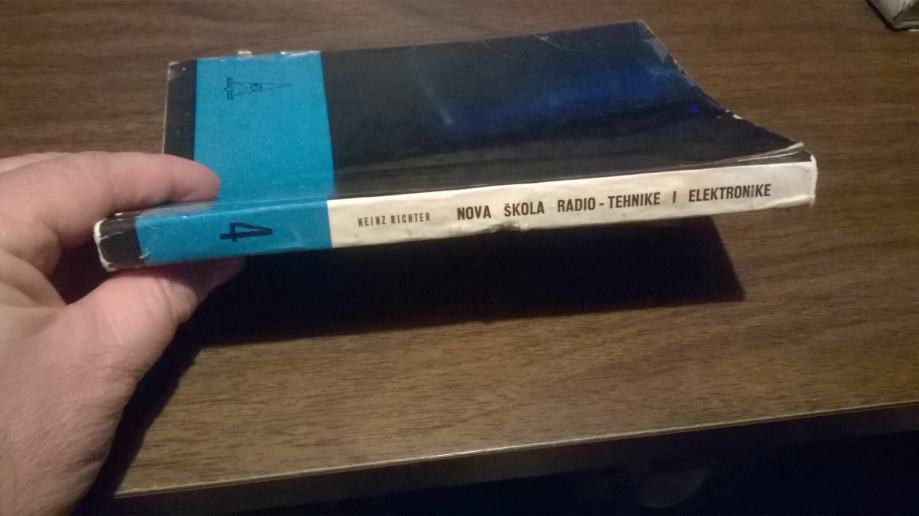 4 HEINZ RICHTER NOVA ŠKOLA RADIO-TEHNIKE I ELEKTRONIKE